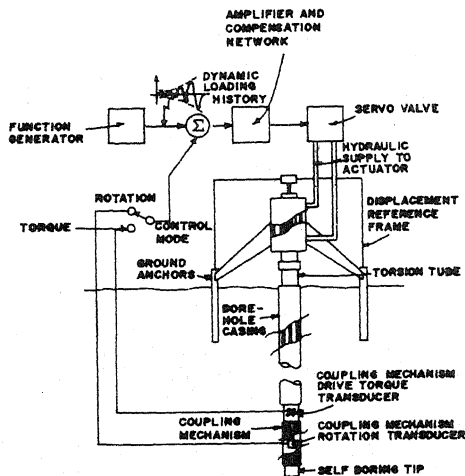 AMPLIFIER AND
COMPENSATION
NETWORK
DYNAMIC
LOADING
HISTORY
SERVO VALVE
FUNCTION
GENERATOR
Σ
HYDRAULIC
SUPPLY TO
ACTUATOR
ROTATION
DISPLACEMENT
REFERENCE
FRAME
TORQUE
CONTROL
MODE
GROUND
ANCHORS
TORSION TUBE
BORE-
HOLE
CASING
COUPLING MECHANISM
DRIVE TORQUE
TRANSDUCER
COUPLING
MECHANISM
COUPLING MECHANISM
ROTATION TRANSDUCER
SELF BORING TIP